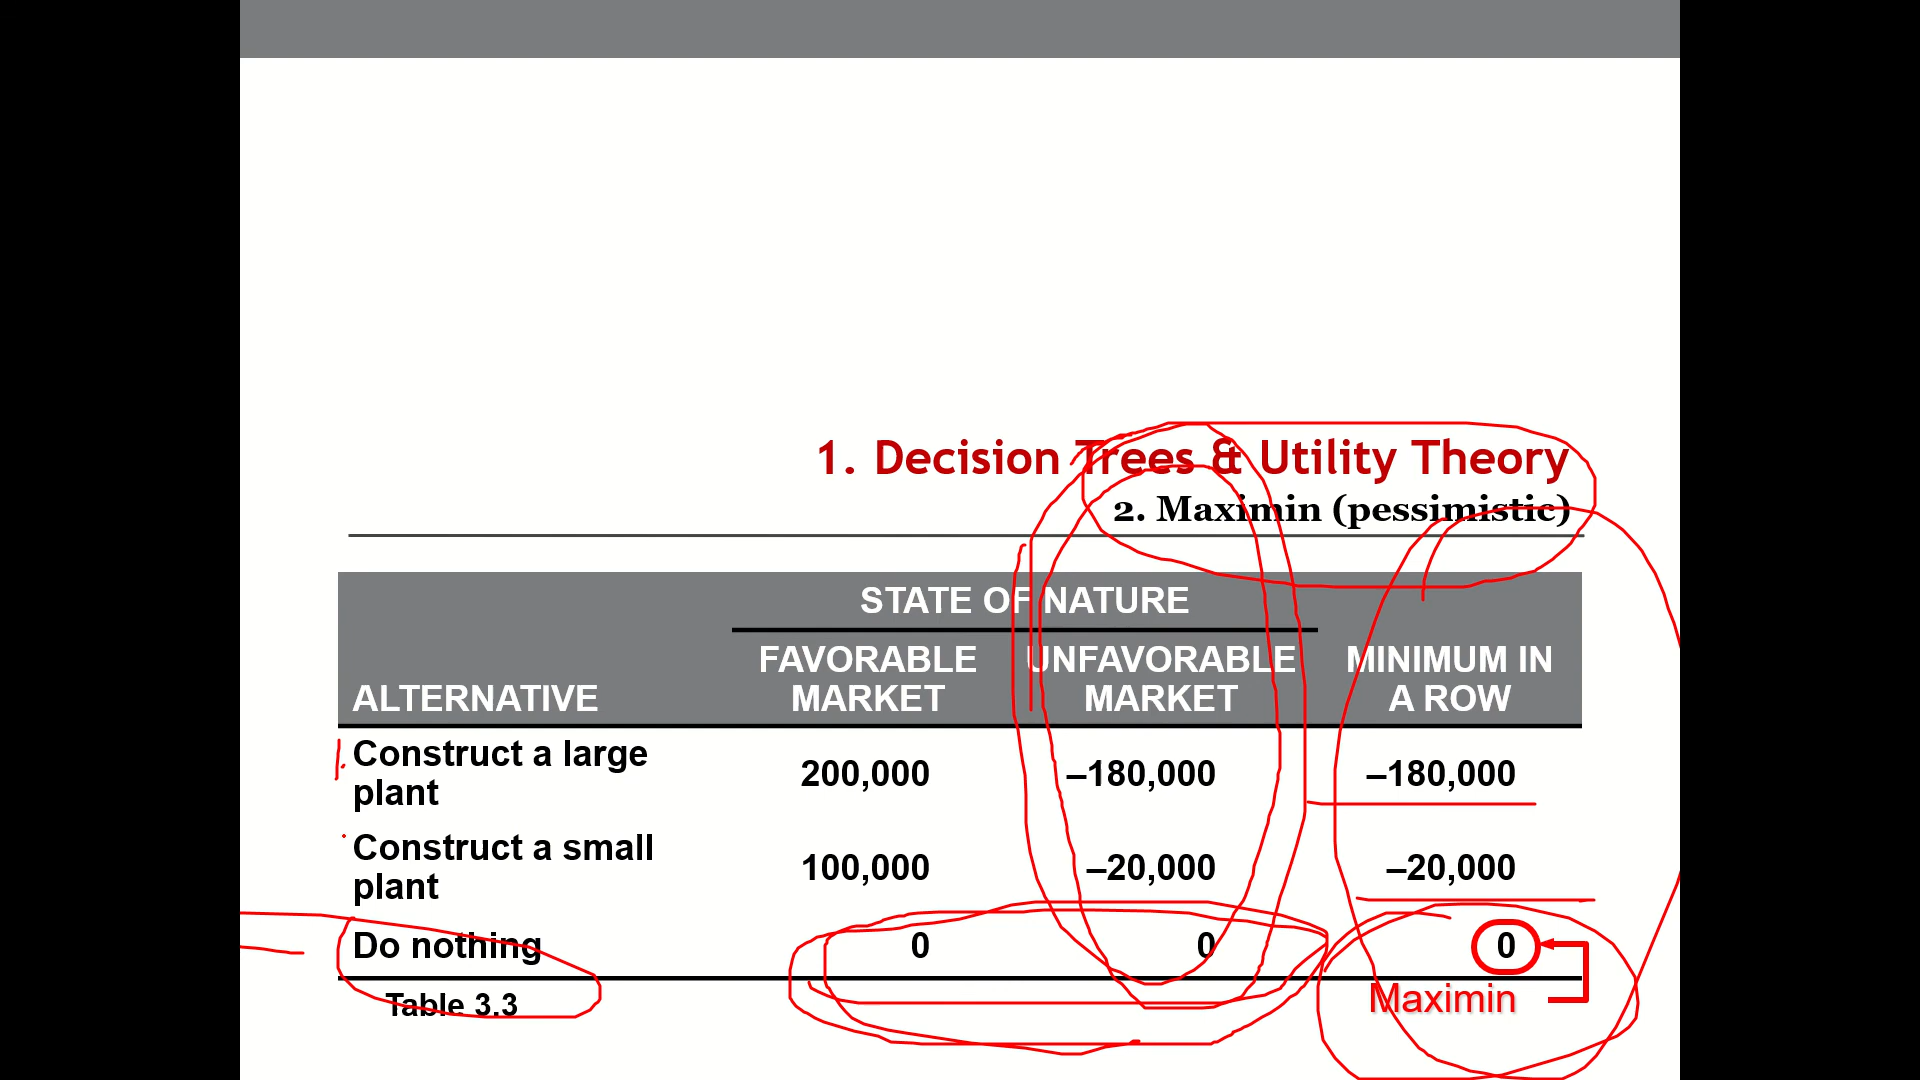 1. Decision Trees & Utility Theory
2. Maximin (pessimistic)
STATE OF NATURE
ALTERNATIVE FAVORABLE MARKET UNFAVORABLE MARKET MINIMUM IN A ROW
Construct a large plant 200,000 –180,000 –180,000
Construct a small plant 100,000 –20,000 –20,000
Do nothing 0 0 0
Table 3.3 Maximin